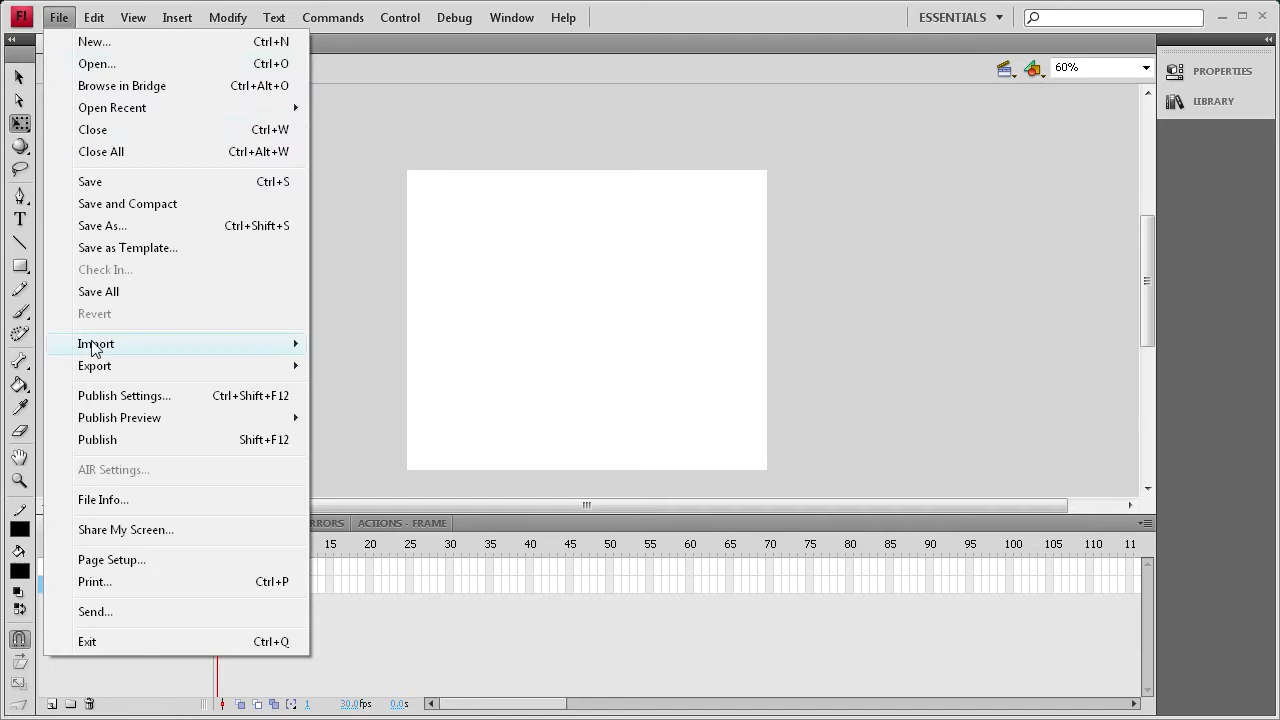 Fl File Edit View Insert Modify Text Commands Control Debug Window Help ESSENTIALS
60%
PROPERTIES
LIBRARY
New... Ctrl+N
Open... Ctrl+O
Browse in Bridge Ctrl+Alt+O
Open Recent
Close Ctrl+W
Close All Ctrl+Alt+W
Save Ctrl+S
Save and Compact
Save As... Ctrl+Shift+S
Save as Template...
Check In...
Save All
Revert
Import
Export
Publish Settings... Ctrl+Shift+F12
Publish Preview
Publish Shift+F12
AIR Settings...
File Info...
Share My Screen...
Page Setup...
Print... Ctrl+P
Send...
Exit Ctrl+Q
T
RRORS ACTIONS - FRAME
15 20 25 30 35 40 45 50 55 60 65 70 75 80 85 90 95 100 105 110 11
1 30.0fps 0.0s